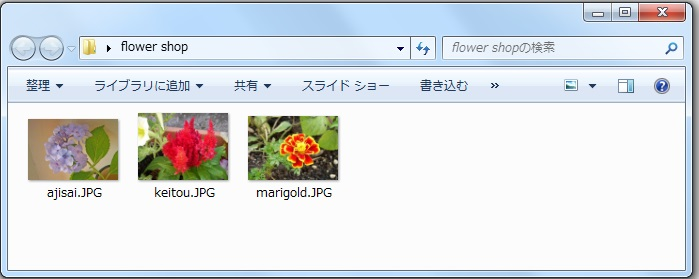 flower shop
flower shopの検索
整理
ライブラリに追加
共有
スライド ショー
書き込む
»
ajisai.JPG
keitou.JPG
marigold.JPG